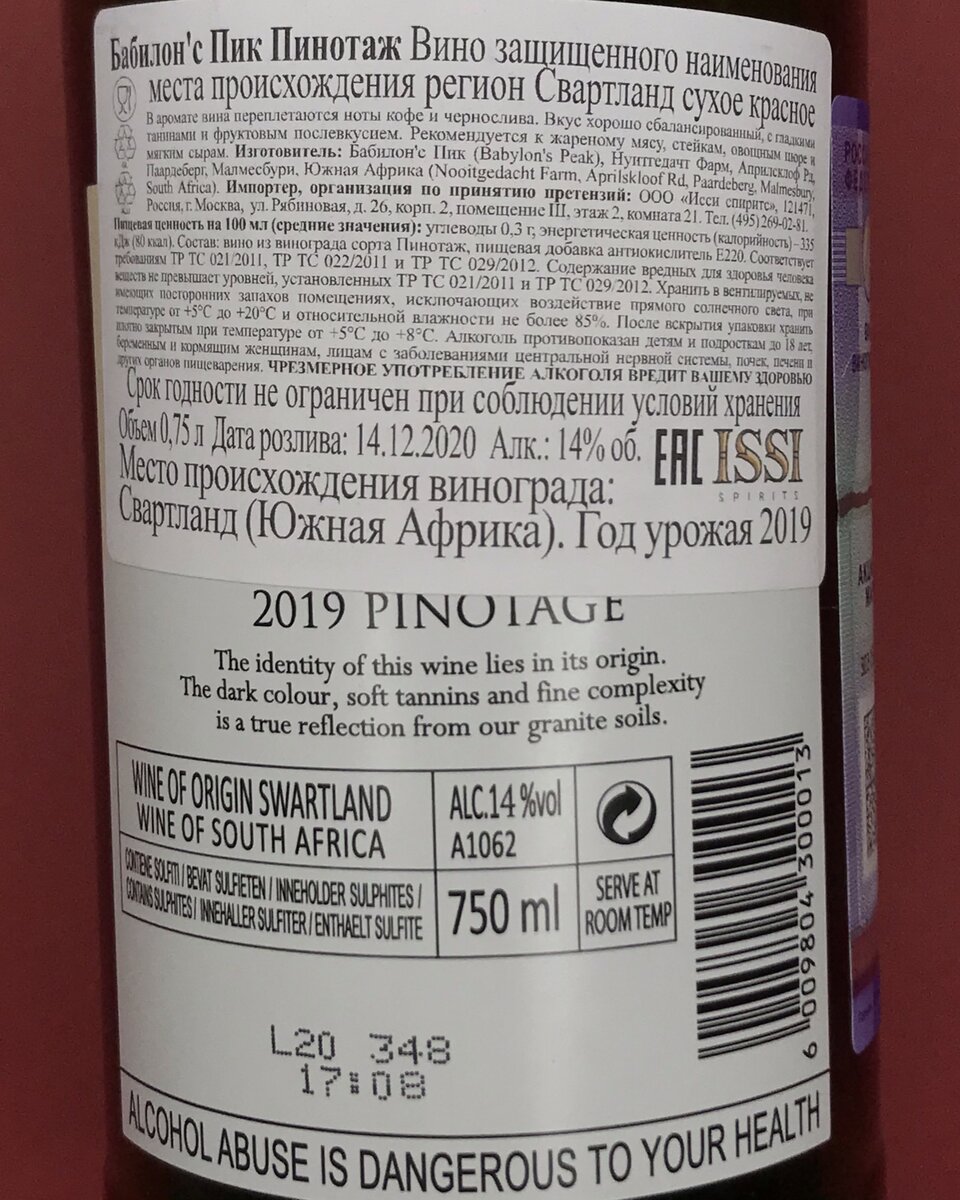 Бабилон'с Пик Пинотаж Вино защищенного наименования
места происхождения регион Свартланд сухое красное
В аромате вина переплетаются ноты кофе и чернослива. Вкус хорошо сбалансированный, с гладкими
танинами и фруктовым послевкусием. Рекомендуется к жареному мясу, стейкам, овощным пюре и
мягким сырам. Изготовитель: Бабилон'с Пик (Babylon's Peak), Нуитгедачт Фарм, Априлсклоф Рд,
Паардеберг, Малмесбури, Южная Африка (Nooitgedacht Farm, Aprilskloof Rd, Paardeberg, Malmesbury,
South Africa). Импортер, организация по принятию претензий: ООО «Исси спиритс», 121471,
Россия, г. Москва, ул. Рябиновая, д. 26, корп. 2, помещение III, этаж 2, комната 21. Тел. (495) 269-02-81.
Пищевая ценность на 100 мл (средние значения): углеводы 0,3 г, энергетическая ценность (калорийность) – 335
кДж (80 ккал). Состав: вино из винограда сорта Пинотаж, пищевая добавка антиокислитель Е220. Соответствует
требованиям ТР ТС 021/2011, ТР ТС 022/2011 и ТР ТС 029/2012. Содержание вредных для здоровья человека
веществ не превышает уровней, установленных ТР ТС 021/2011 и ТР ТС 029/2012. Хранить в вентилируемых, не
имеющих посторонних запахов помещениях, исключающих воздействие прямого солнечного света, при
температуре от +5°С до +20°С и относительной влажности не более 85%. После вскрытия упаковки хранить
плотно закрытым при температуре от +5°С до +8°С. Алкоголь противопоказан детям и подросткам до 18 лет,
беременным и кормящим женщинам, лицам с заболеваниями центральной нервной системы, почек, печени и
других органов пищеварения. ЧРЕЗМЕРНОЕ УПОТРЕБЛЕНИЕ АЛКОГОЛЯ ВРЕДИТ ВАШЕМУ ЗДОРОВЬЮ
Срок годности не ограничен при соблюдении условий хранения
Объем 0,75 л Дата розлива: 14.12.2020 Алк.: 14% об.
EAC ISSI
SPIRITS
Место происхождения винограда:
Свартланд (Южная Африка). Год урожая 2019
2019 PINOTAGE
The identity of this wine lies in its origin.
The dark colour, soft tannins and fine complexity
is a true reflection from our granite soils.
WINE OF ORIGIN SWARTLAND
WINE OF SOUTH AFRICA
ALC.14 %vol
A1062
CONTIENE SOLFITI / BEVAT SULFIETEN / INNEHOLDER SULPHITES /
CONTAINS SULPHITES / INNEHALLER SULFITER / ENTHAELT SULFITE
750 ml
SERVE AT
ROOM TEMP
6 009804 300013
L20 348
17:08
ALCOHOL ABUSE IS DANGEROUS TO YOUR HEALTH